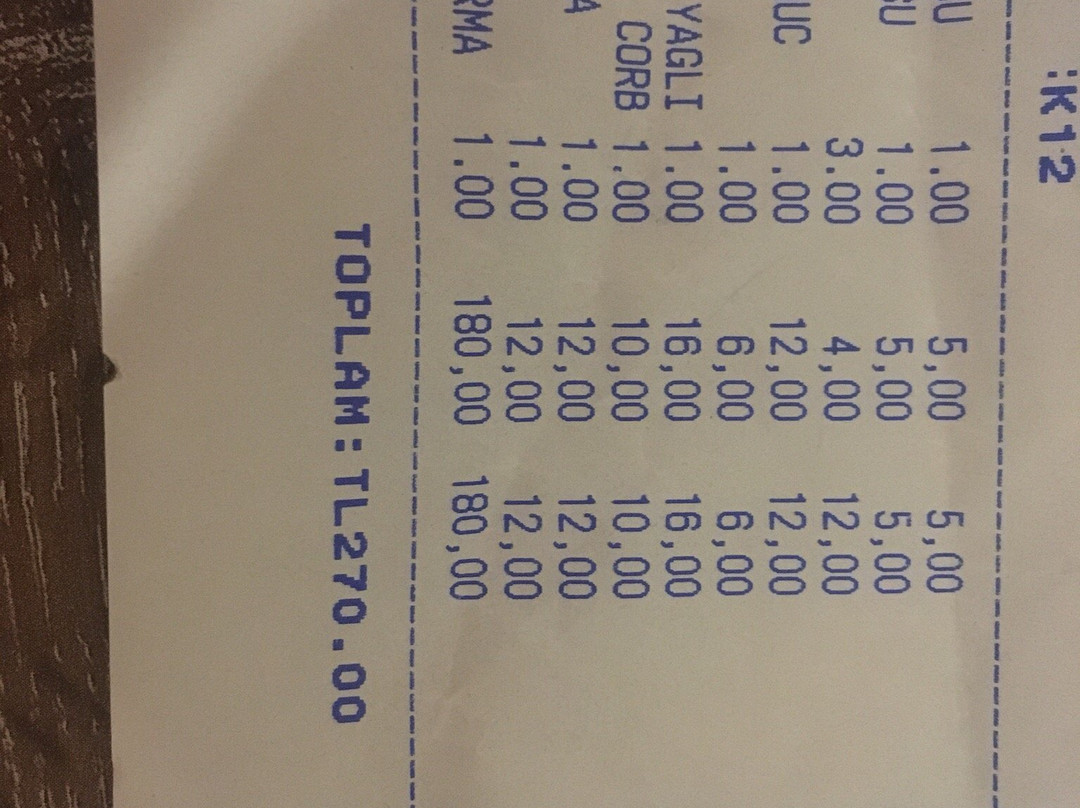 :K12
U 1.00 5,00 5,00
U 1.00 5,00 5,00
3.00 4,00 12,00
UC 1.00 12,00 12,00
1.00 6,00 6,00
YAGLI 1.00 16,00 16,00
CORB 1.00 10,00 10,00
A 1.00 12,00 12,00
1.00 12,00 12,00
RMA 1.00 180,00 180,00
TOPLAM:TL270.00